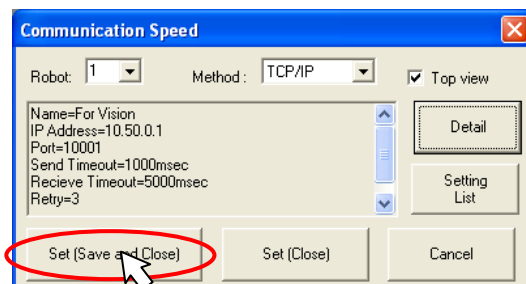 Communication Speed
Robot: 1 Method : TCP/IP Top view
Name=For Vision
IP Address=10.50.0.1
Port=10001
Send Timeout=1000msec
Recieve Timeout=5000msec
Retry=3
Detail
Setting
List
Set (Save and Close) Set (Close) Cancel